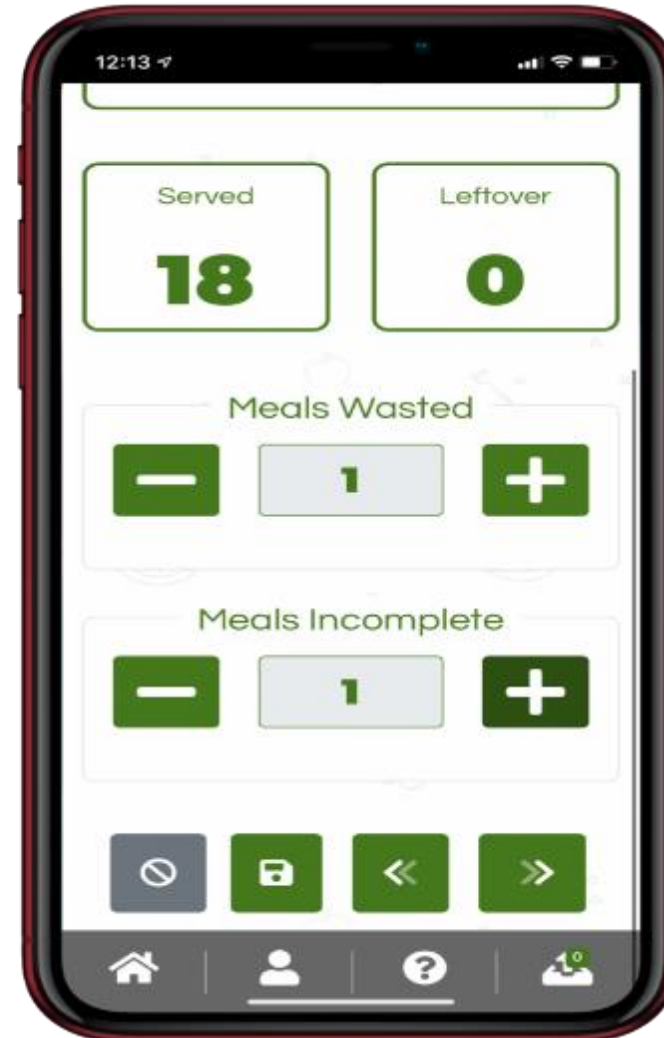 12:13
Served
Leftover
18
0
Meals Wasted
1
Meals Incomplete
1
0